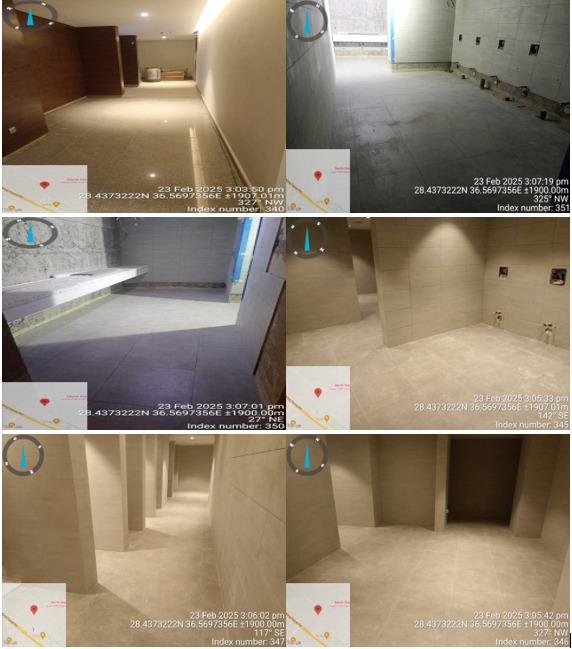 23 Feb 2025 3:03:50 pm
28.4373222N 36.5697356E ±1907.01m
327° NW
Index number: 340
23 Feb 2025 3:07:19 pm
28.4373222N 36.5697356E ±1900.00m
325° NW
Index number: 351
23 Feb 2025 3:07:01 pm
28.4373222N 36.5697356E ±1900.00m
27° NE
Index number: 350
23 Feb 2025 3:05:33 pm
28.4373222N 36.5697356E ±1907.01m
142° SE
Index number: 345
23 Feb 2025 3:06:02 pm
28.4373222N 36.5697356E ±1900.00m
117° SE
Index number: 347
23 Feb 2025 3:05:42 pm
28.4373222N 36.5697356E ±1900.00m
327° NW
Index number: 346